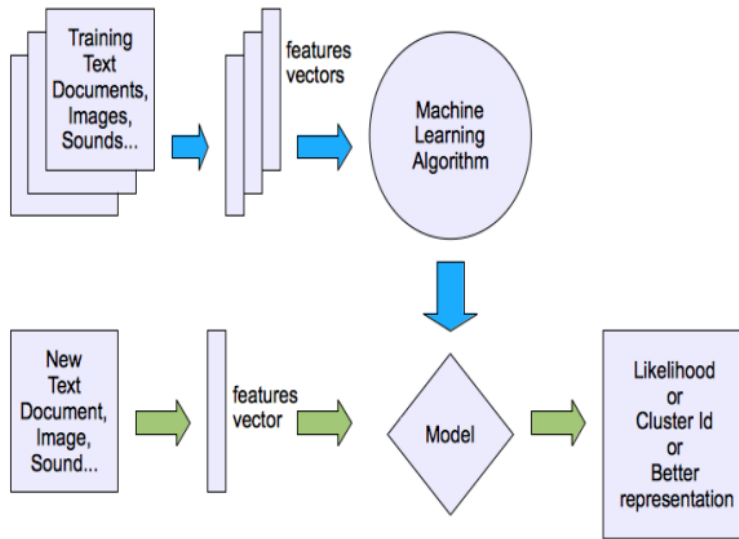 Training
Text
Documents,
Images,
Sounds...
features
vectors
Machine
Learning
Algorithm
New
Text
Document,
Image,
Sound...
features
vector
Model
Likelihood
or
Cluster Id
or
Better
representation